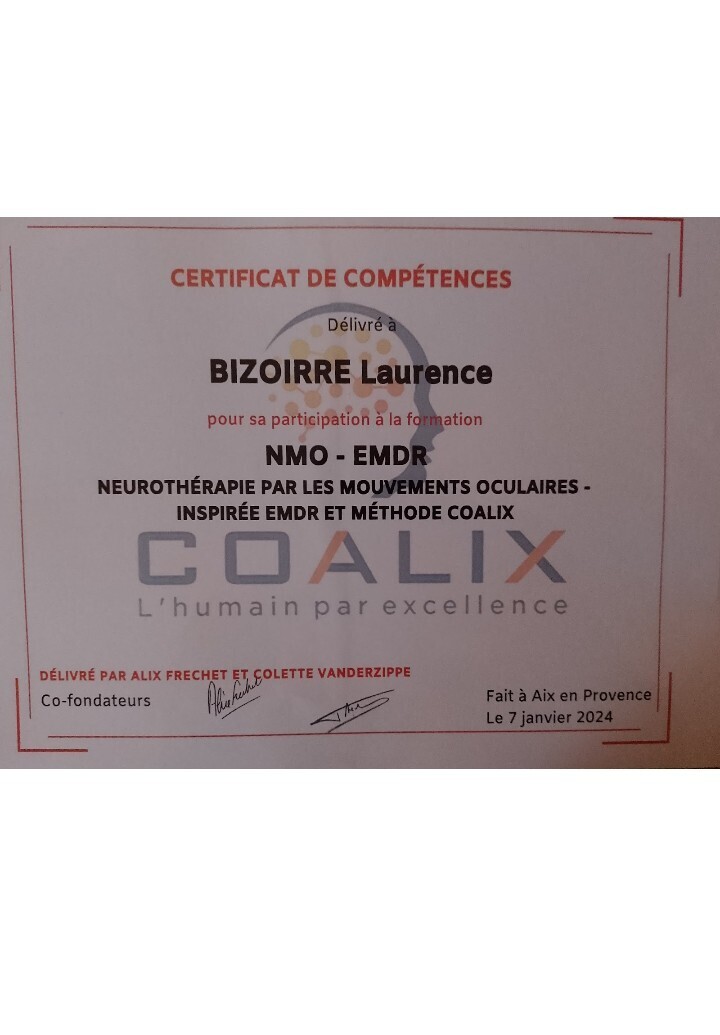 CERTIFICAT DE COMPÉTENCES
Délivré à
BIZOIRRE Laurence
pour sa participation à la formation
NMO - EMDR
NEUROTHÉRAPIE PAR LES MOUVEMENTS OCULAIRES -
INSPIRÉE EMDR ET MÉTHODE COALIX
COALIX
L'humain par excellence
DÉLIVRÉ PAR ALIX FRECHET ET COLETTE VANDERZIPPE
Co-fondateurs
Fait à Aix en Provence
Le 7 janvier 2024